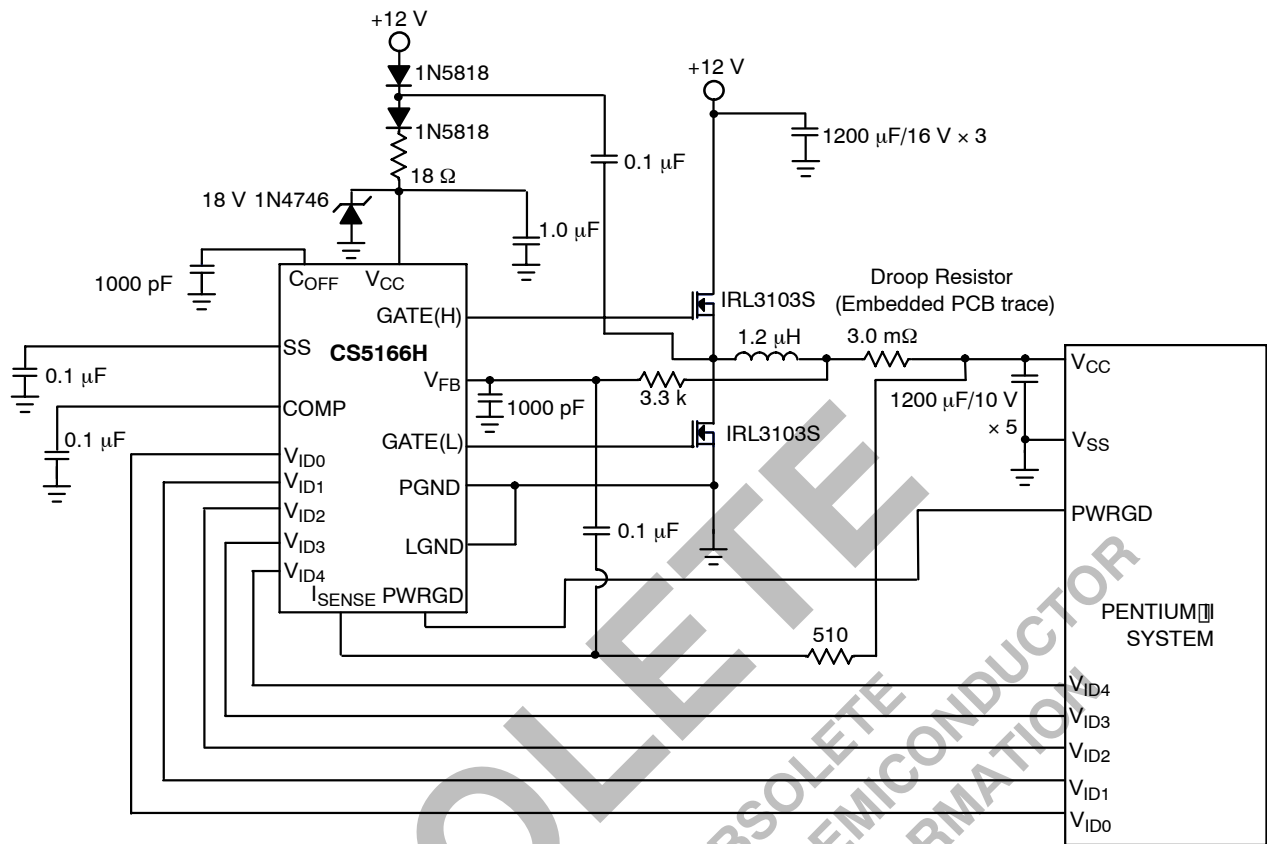 +12 V
1N5818
1N5818
18 Ω
18 V 1N4746
1.0 μF
0.1 μF
+12 V
1200 μF/16 V × 3
1000 pF
COFF
VCC
GATE(H)
IRL3103S
Droop Resistor
(Embedded PCB trace)
1.2 μH
3.0 mΩ
SS
CS5166H
0.1 μF
VFB
1000 pF
3.3 k
VCC
1200 μF/10 V
× 5
COMP
0.1 μF
GATE(L)
IRL3103S
VSS
VID0
VID1
VID2
VID3
VID4
PGND
LGND
0.1 μF
PWRGD
ISENSE PWRGD
510
PENTIUM
SYSTEM
VID4
VID3
VID2
VID1
VID0
OLETE
OBSOLETE
SEMICONDUCTOR